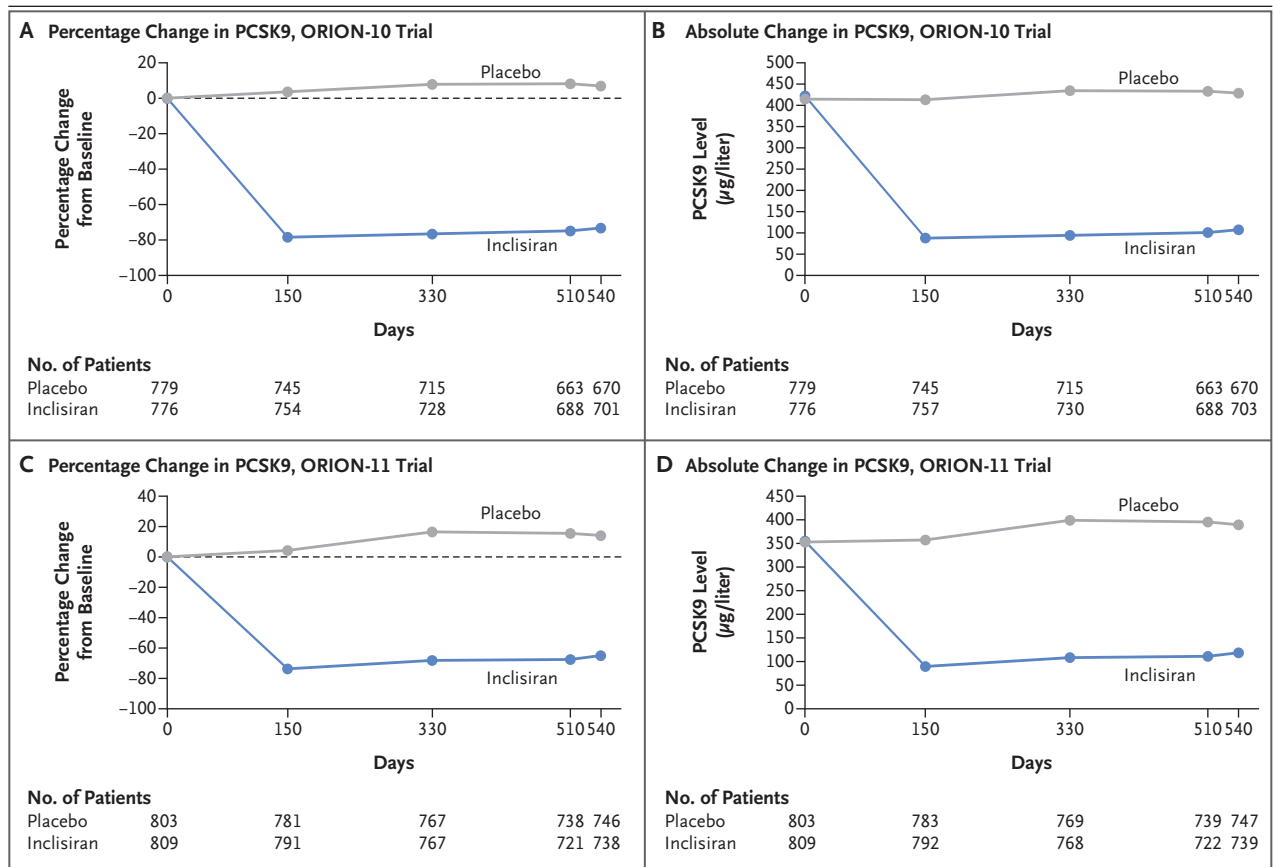 A Percentage Change in PCSK9, ORION-10 Trial
Percentage Change
from Baseline
20
0
−20
−40
−60
−80
−100
Placebo
Inclisiran
0 150 330 510 540
Days
No. of Patients
Placebo 779 745 715 663 670
Inclisiran 776 754 728 688 701
B Absolute Change in PCSK9, ORION-10 Trial
PCSK9 Level
(µg/liter)
500
450
400
350
300
250
200
150
100
50
0
Placebo
Inclisiran
0 150 330 510 540
Days
No. of Patients
Placebo 779 745 715 663 670
Inclisiran 776 757 730 688 703
C Percentage Change in PCSK9, ORION-11 Trial
Percentage Change
from Baseline
40
20
0
−20
−40
−60
−80
−100
Placebo
Inclisiran
0 150 330 510 540
Days
No. of Patients
Placebo 803 781 767 738 746
Inclisiran 809 791 767 721 738
D Absolute Change in PCSK9, ORION-11 Trial
PCSK9 Level
(µg/liter)
450
400
350
300
250
200
150
100
50
0
Placebo
Inclisiran
0 150 330 510 540
Days
No. of Patients
Placebo 803 783 769 739 747
Inclisiran 809 792 768 722 739